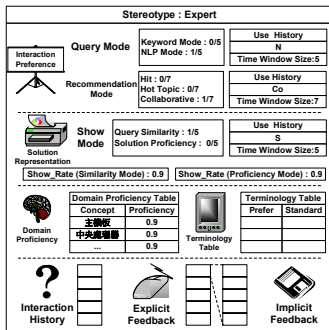 Stereotype : Expert
Interaction
Preference
Query Mode
Keyword Mode : 0/5
NLP Mode : 1/5
Use History
N
Time Window Size:5
Recommendation
Mode
Hit : 0/7
Hot Topic : 0/7
Collaborative : 1/7
Use History
Co
Time Window Size:7
Solution
Representation
Show
Mode
Query Similarity : 1/5
Solution Proficiency : 0/5
Use History
S
Time Window Size:5
Show_Rate (Similarity Mode) : 0.9
Show_Rate (Proficiency Mode) : 0.9
Domain
Proficiency
Domain Proficiency Table
Concept Proficiency
主機板 0.9
中央處理器 0.9
... 0.9
Terminology
Table
Terminology Table
Prefer Standard
?
Interaction
History
Explicit
Feedback
Implicit
Feedback